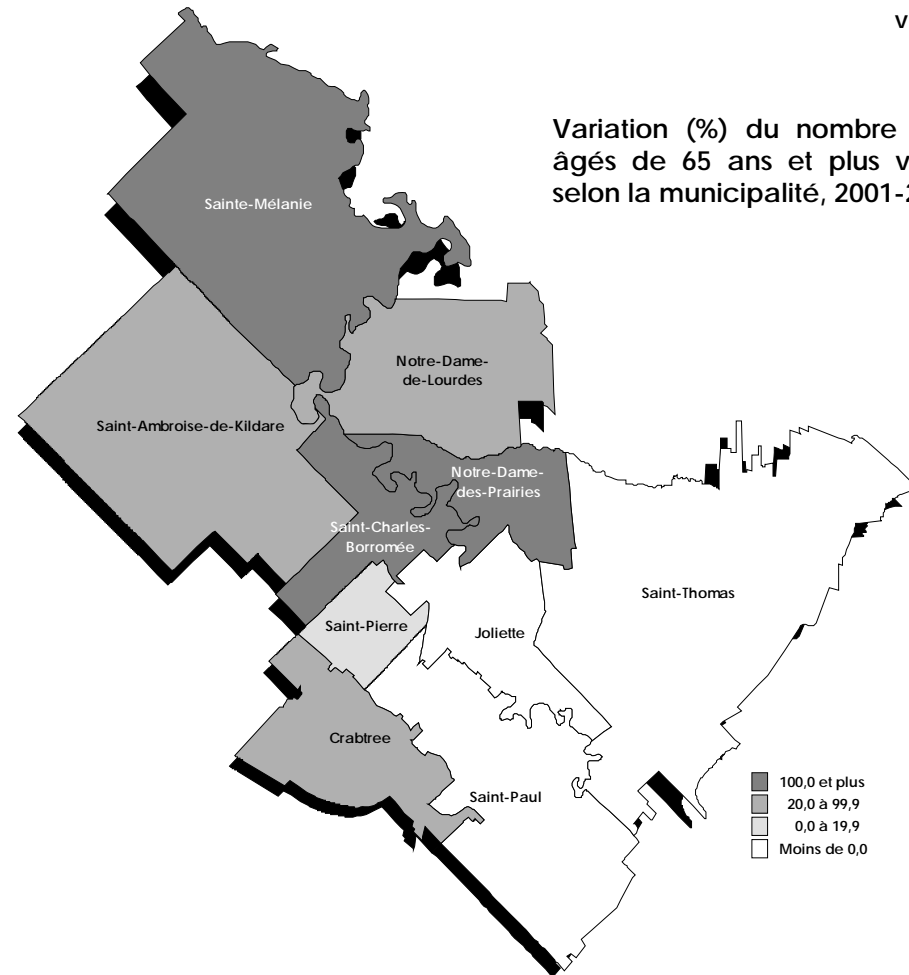 V
Variation (%) du nombre
âgés de 65 ans et plus v
selon la municipalité, 2001-2
Sainte-Mélanie
Notre-Dame-
de-Lourdes
Saint-Ambroise-de-Kildare
Notre-Dame-
des-Prairies
Saint-Charles-
Borromée
Saint-Thomas
Saint-Pierre
Joliette
Crabtree
Saint-Paul
100,0 et plus
20,0 à 99,9
0,0 à 19,9
Moins de 0,0